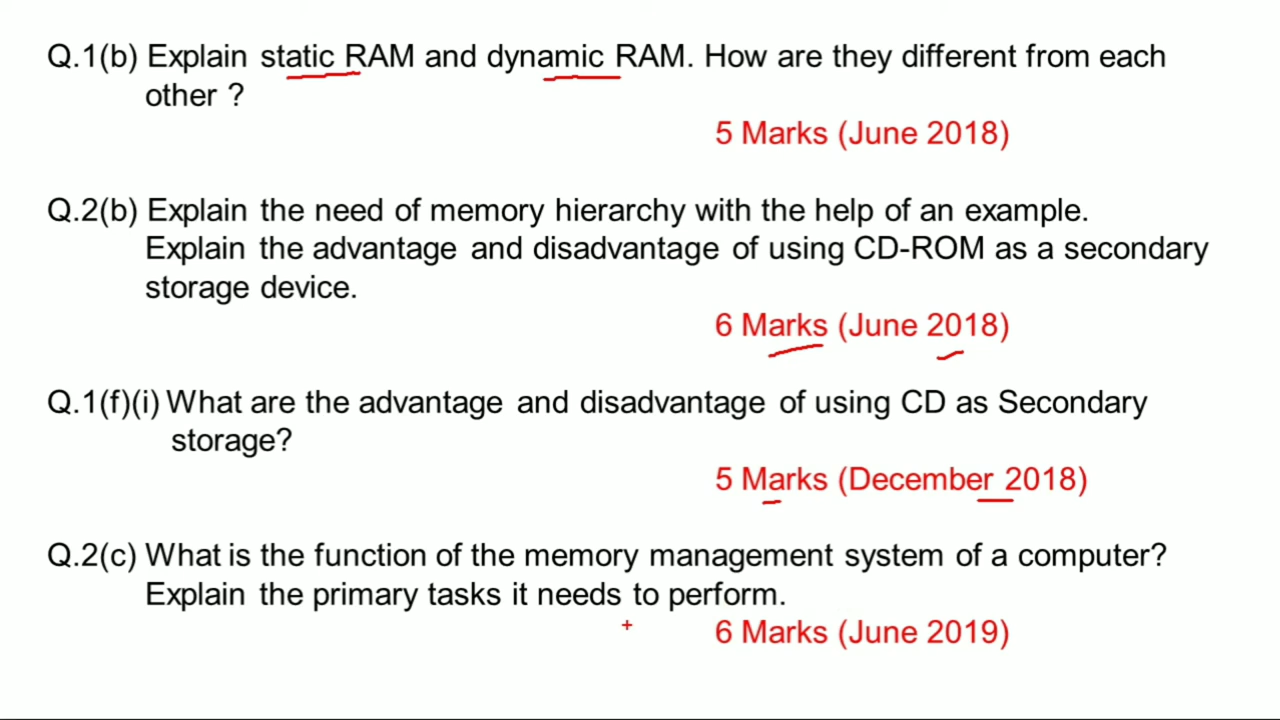 Q.1(b) Explain static RAM and dynamic RAM. How are they different from each
other ?
5 Marks (June 2018)
Q.2(b) Explain the need of memory hierarchy with the help of an example.
Explain the advantage and disadvantage of using CD-ROM as a secondary
storage device.
6 Marks (June 2018)
Q.1(f)(i) What are the advantage and disadvantage of using CD as Secondary
storage?
5 Marks (December 2018)
Q.2(c) What is the function of the memory management system of a computer?
Explain the primary tasks it needs to perform.
6 Marks (June 2019)